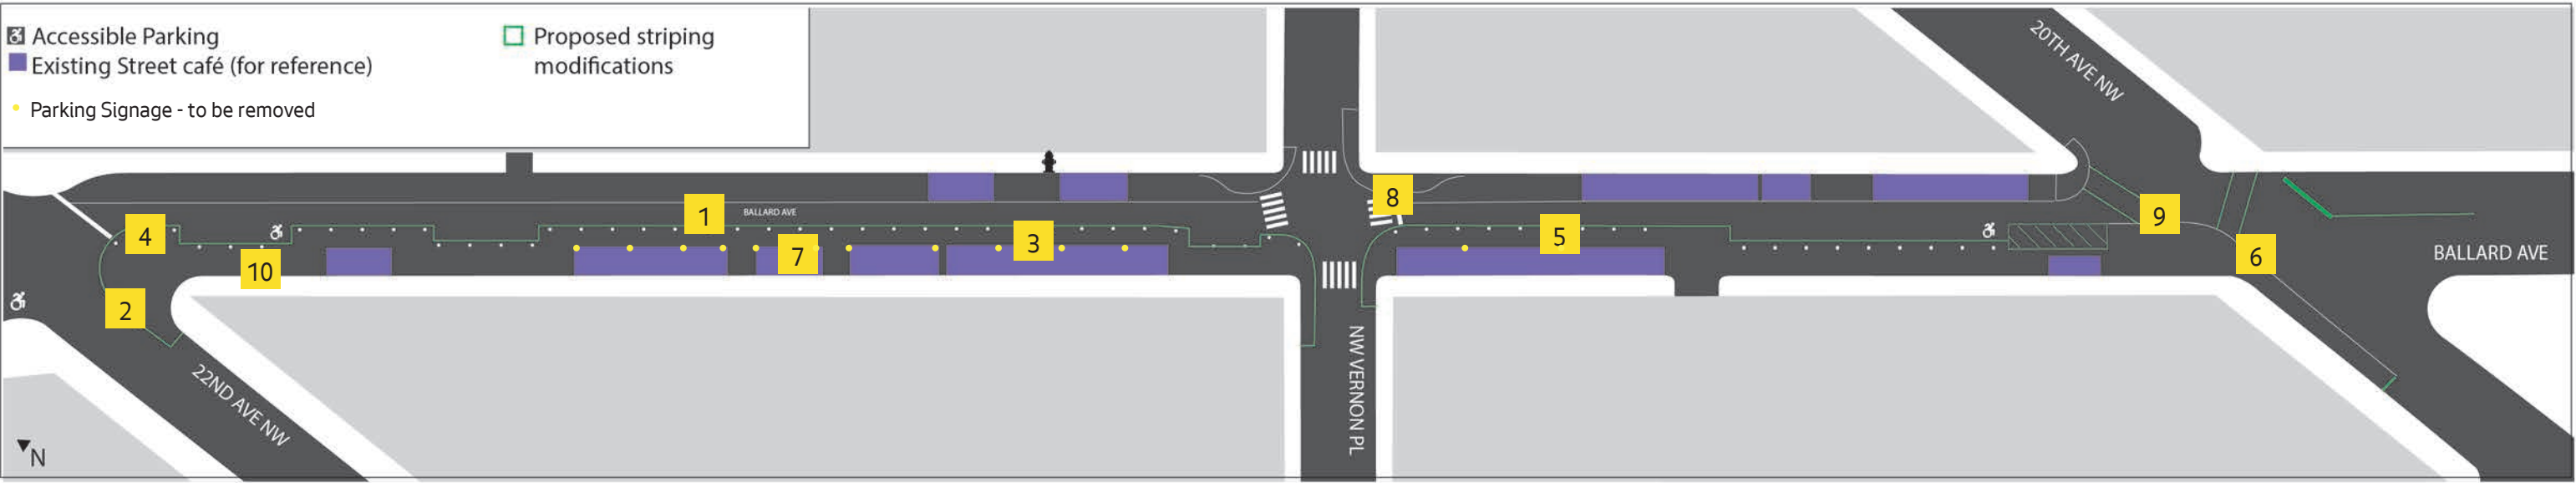 Accessible Parking
Existing Street café (for reference)
Proposed striping
modifications
Parking Signage - to be removed
20TH AVE NW
8
1
BALLARD AVE
9
4
3
5
7
10
6
BALLARD AVE
2
22ND AVE NW
NW VERNON PL
N